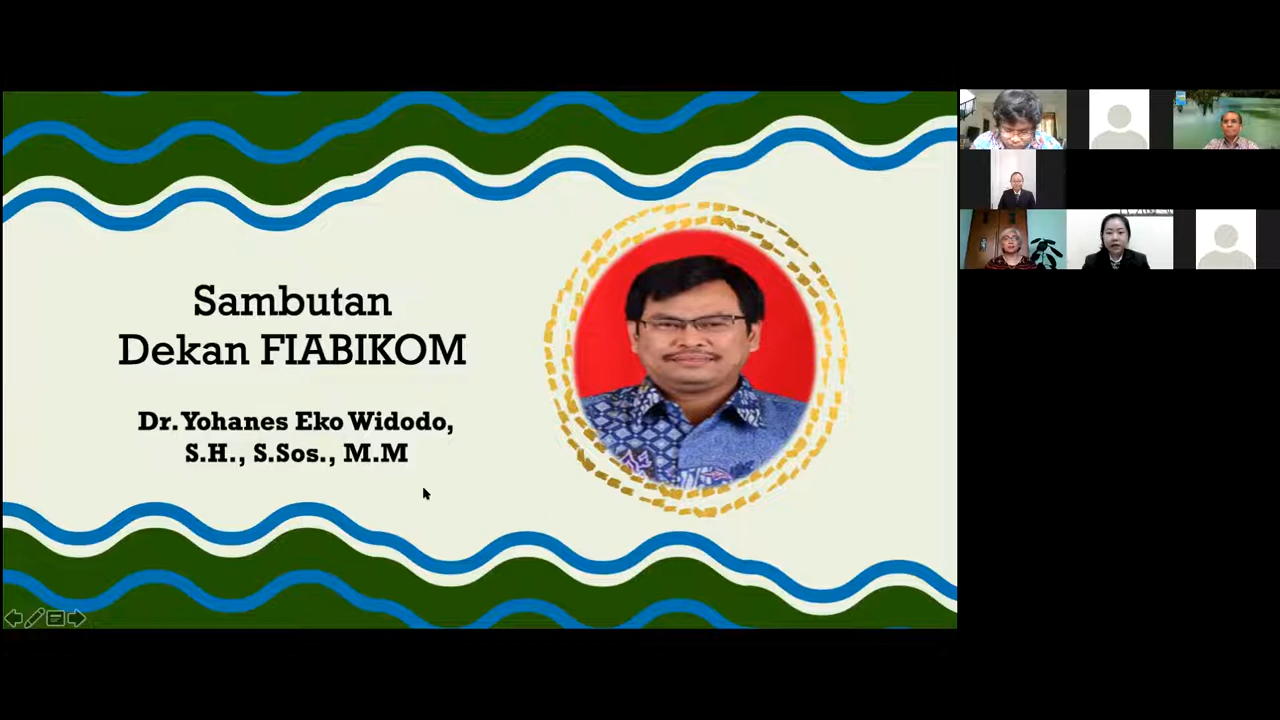 Sambutan
Dekan FIABIKOM
Dr. Yohanes Eko Widodo,
S.H., S.Sos., M.M